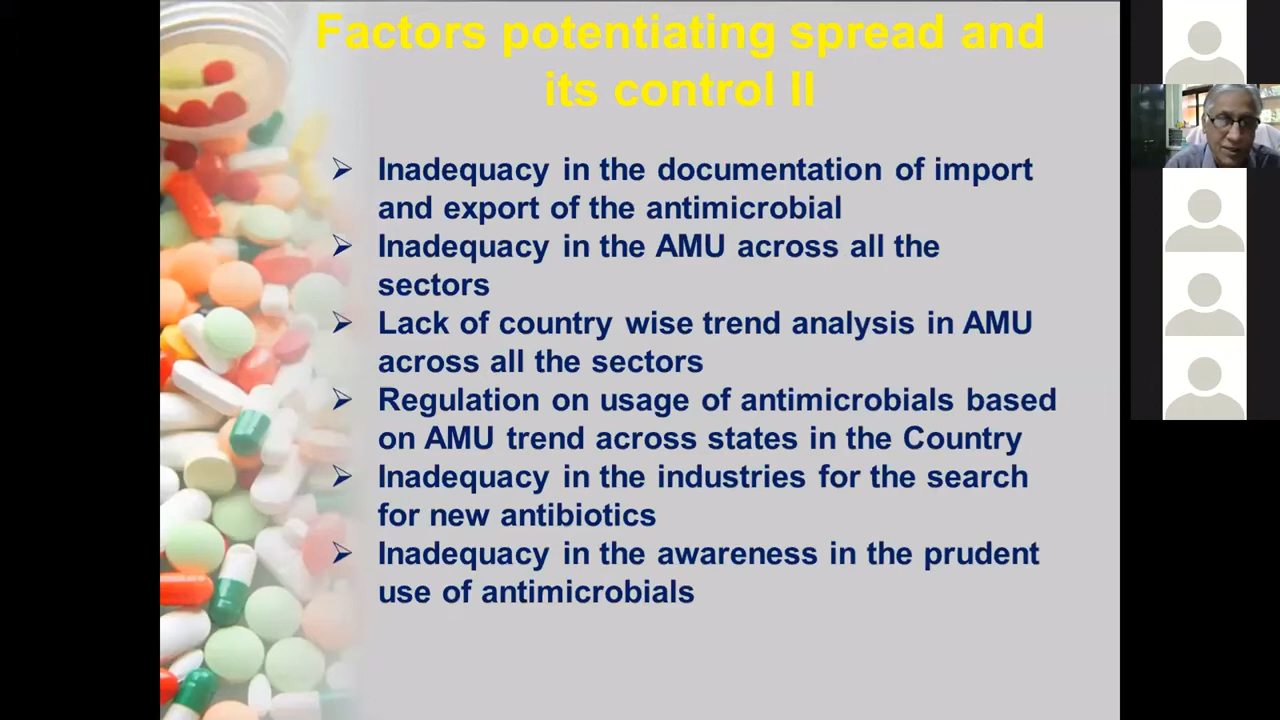 Factors potentiating spread and
its control II
➢ Inadequacy in the documentation of import
and export of the antimicrobial
➢ Inadequacy in the AMU across all the
sectors
➢ Lack of country wise trend analysis in AMU
across all the sectors
➢ Regulation on usage of antimicrobials based
on AMU trend across states in the Country
➢ Inadequacy in the industries for the search
for new antibiotics
➢ Inadequacy in the awareness in the prudent
use of antimicrobials